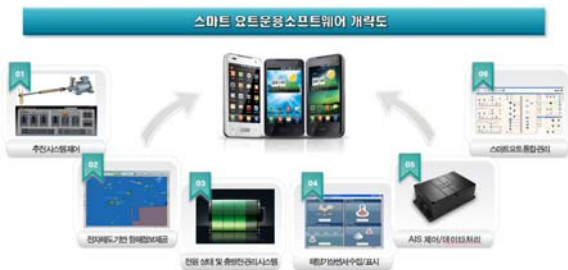 스마트 요트운용소프트웨어 개략도
01
추진시스템제어
02
전자해도기반 항해정보제공
03
전원 상태 및 충방전관리시스템
04
해양기상센서 수집/표시
05
AIS 제어/데이터처리
06
스마트요트통합관리